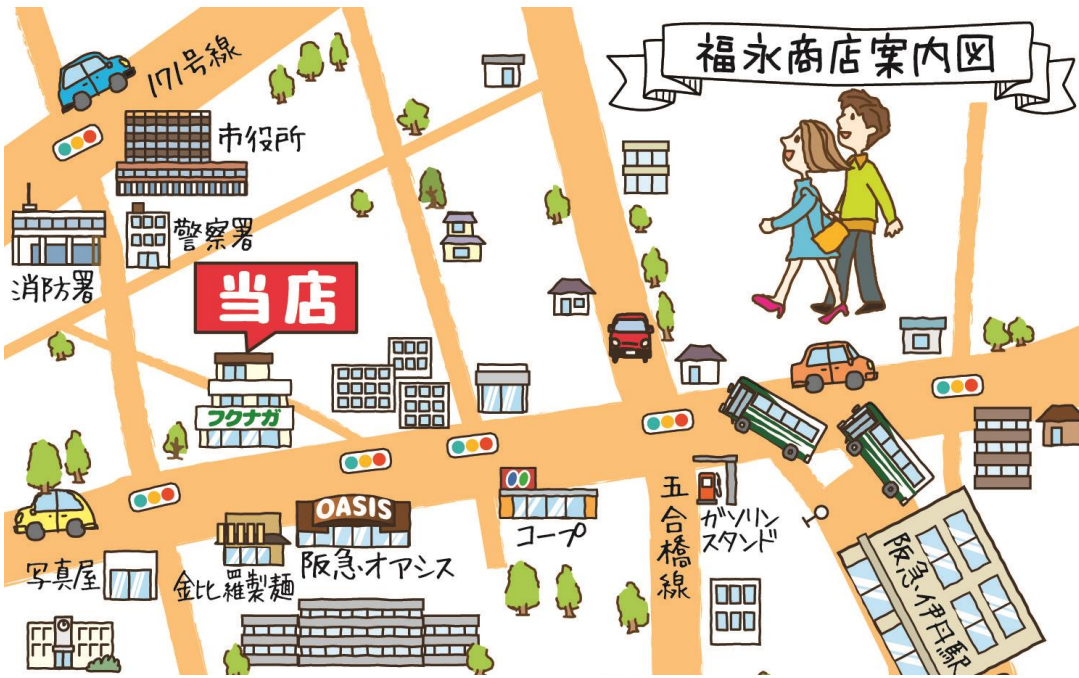 福永商店案内図
171号線
市役所
警察署
消防署
当店
フクナガ
OASIS
写真屋
金比羅製麺
阪急・オアシス
コープ
五合橋線
ガソリン
スタンド
阪急・伊丹駅